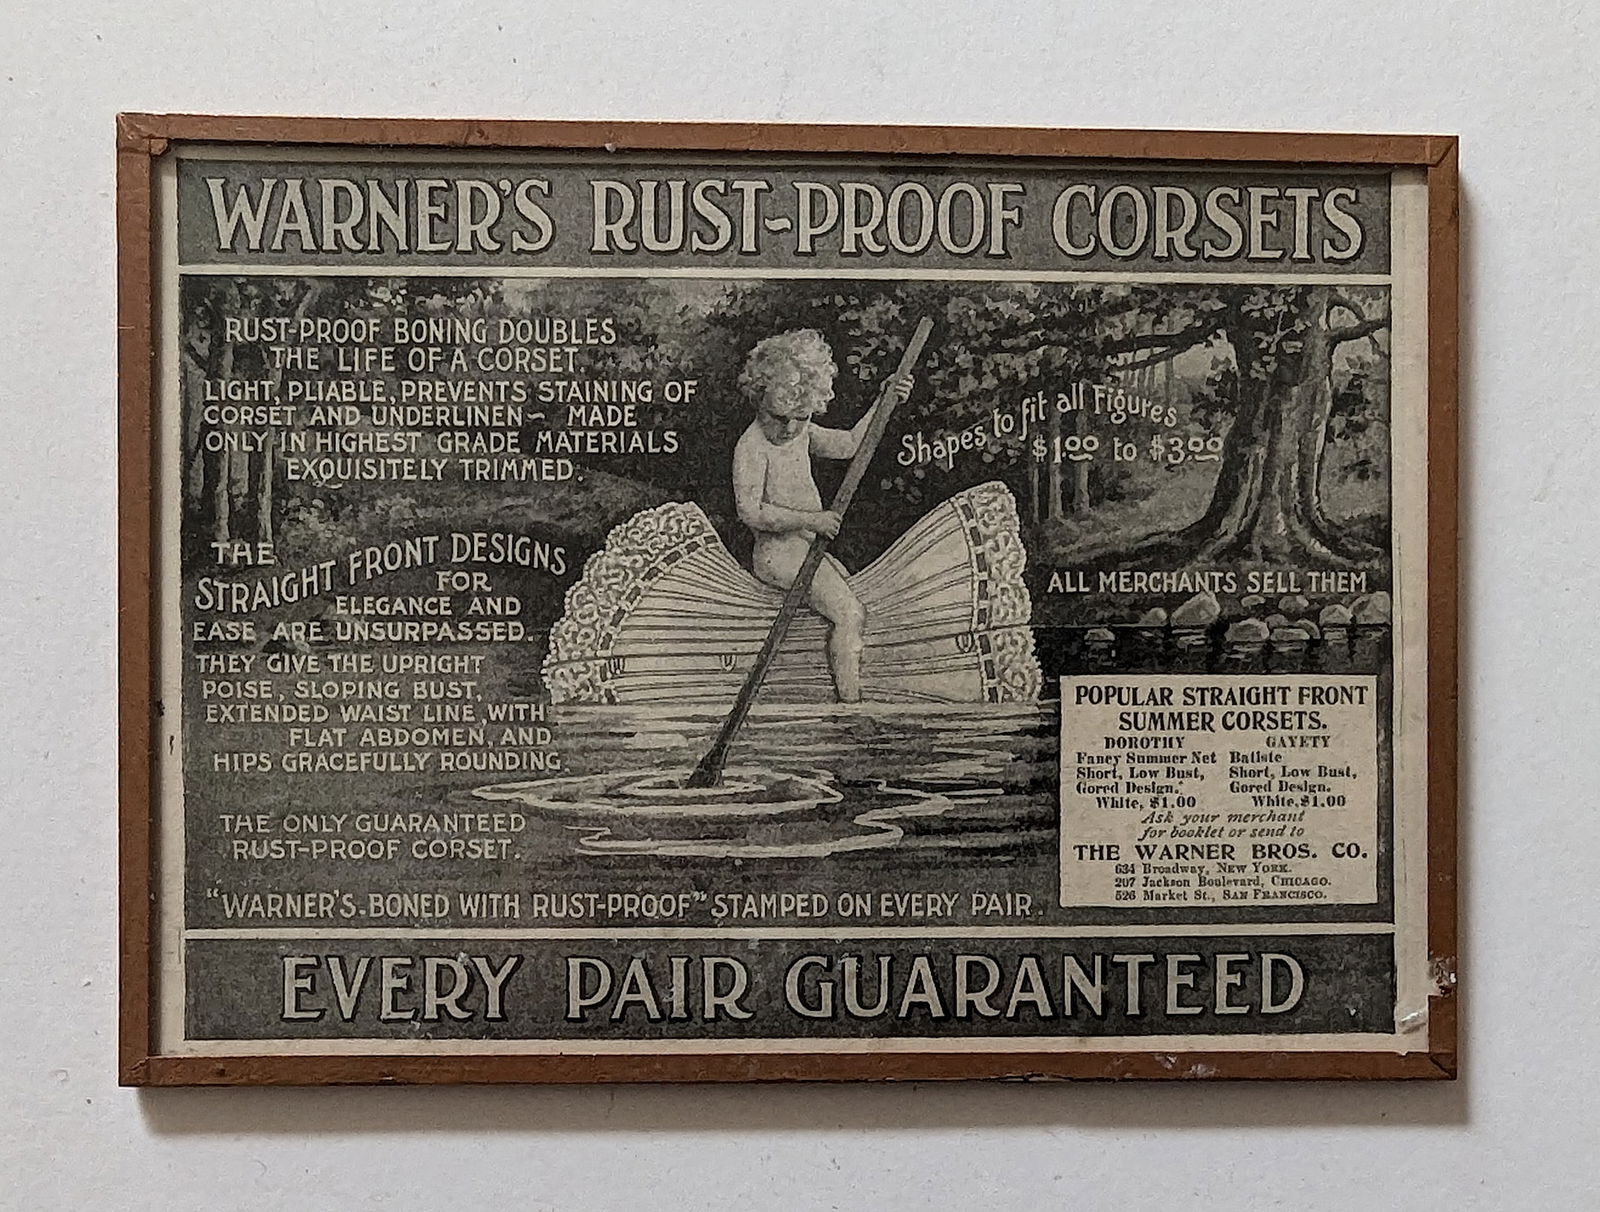 WARNER'S RUST-PROOF CORSETS
RUST-PROOF BONING DOUBLES
THE LIFE OF A CORSET.
LIGHT, PLIABLE, PREVENTS STAINING OF
CORSET AND UNDERLINEN~ MADE
ONLY IN HIGHEST GRADE MATERIALS
EXQUISITELY TRIMMED.
Shapes to fit all Figures
$1.00 to $3.00
THE
STRAIGHT FRONT DESIGNS
FOR
ELEGANCE AND
EASE ARE UNSURPASSED.
THEY GIVE THE UPRIGHT
POISE, SLOPING BUST,
EXTENDED WAIST LINE, WITH
FLAT ABDOMEN, AND
HIPS GRACEFULLY ROUNDING.
ALL MERCHANTS SELL THEM
THE ONLY GUARANTEED
RUST-PROOF CORSET.
"WARNER'S.BONED WITH RUST-PROOF" STAMPED ON EVERY PAIR.
POPULAR STRAIGHT FRONT
SUMMER CORSETS.
DOROTHY GAYETY
Fancy Summer Net Batiste
Short, Low Bust, Short, Low Bust,
Gored Design. Gored Design.
White, $1.00 White, $1.00
Ask your merchant
for booklet or send to
THE WARNER BROS. CO.
634 Broadway, NEW YORK.
207 Jackson Boulevard, CHICAGO.
526 Market St., SAN FRANCISCO.
EVERY PAIR GUARANTEED